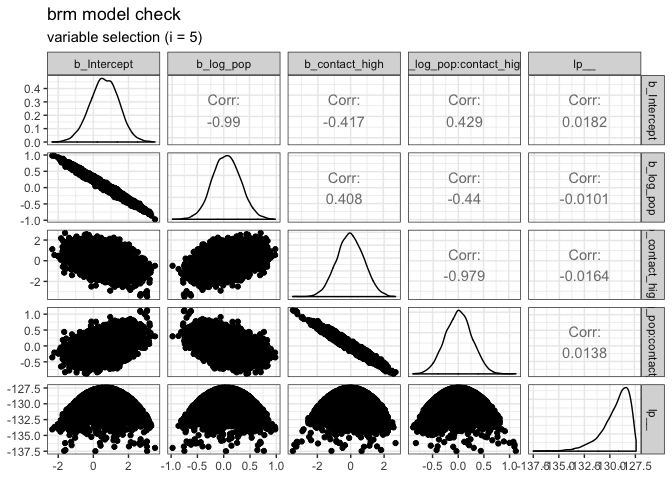 brm model check
variable selection (i = 5)
b_Intercept b_log_pop b_contact_high _log_pop:contact_hig lp__
0.4 0.3 0.2 0.1 0.0 Corr: -0.99 Corr: -0.417 Corr: 0.429 Corr: 0.0182 b_Intercept
1.0 0.5 0.0 -0.5 -1.0 Corr: 0.408 Corr: -0.44 Corr: -0.0101 b_log_pop
2 0 -2 Corr: -0.979 Corr: -0.0164 _contact_hig
1.0 0.5 0.0 -0.5 Corr: 0.0138 _pop:contact
-127.5 -130.0 -132.5 -135.0 -137.5 lp__
-2 0 2 -1.0 -0.5 0.0 0.5 1.0 -2 0 2 -0.5 0.0 0.5 1.0 -137.5 -135.0 -132.5 -130.0 -127.5